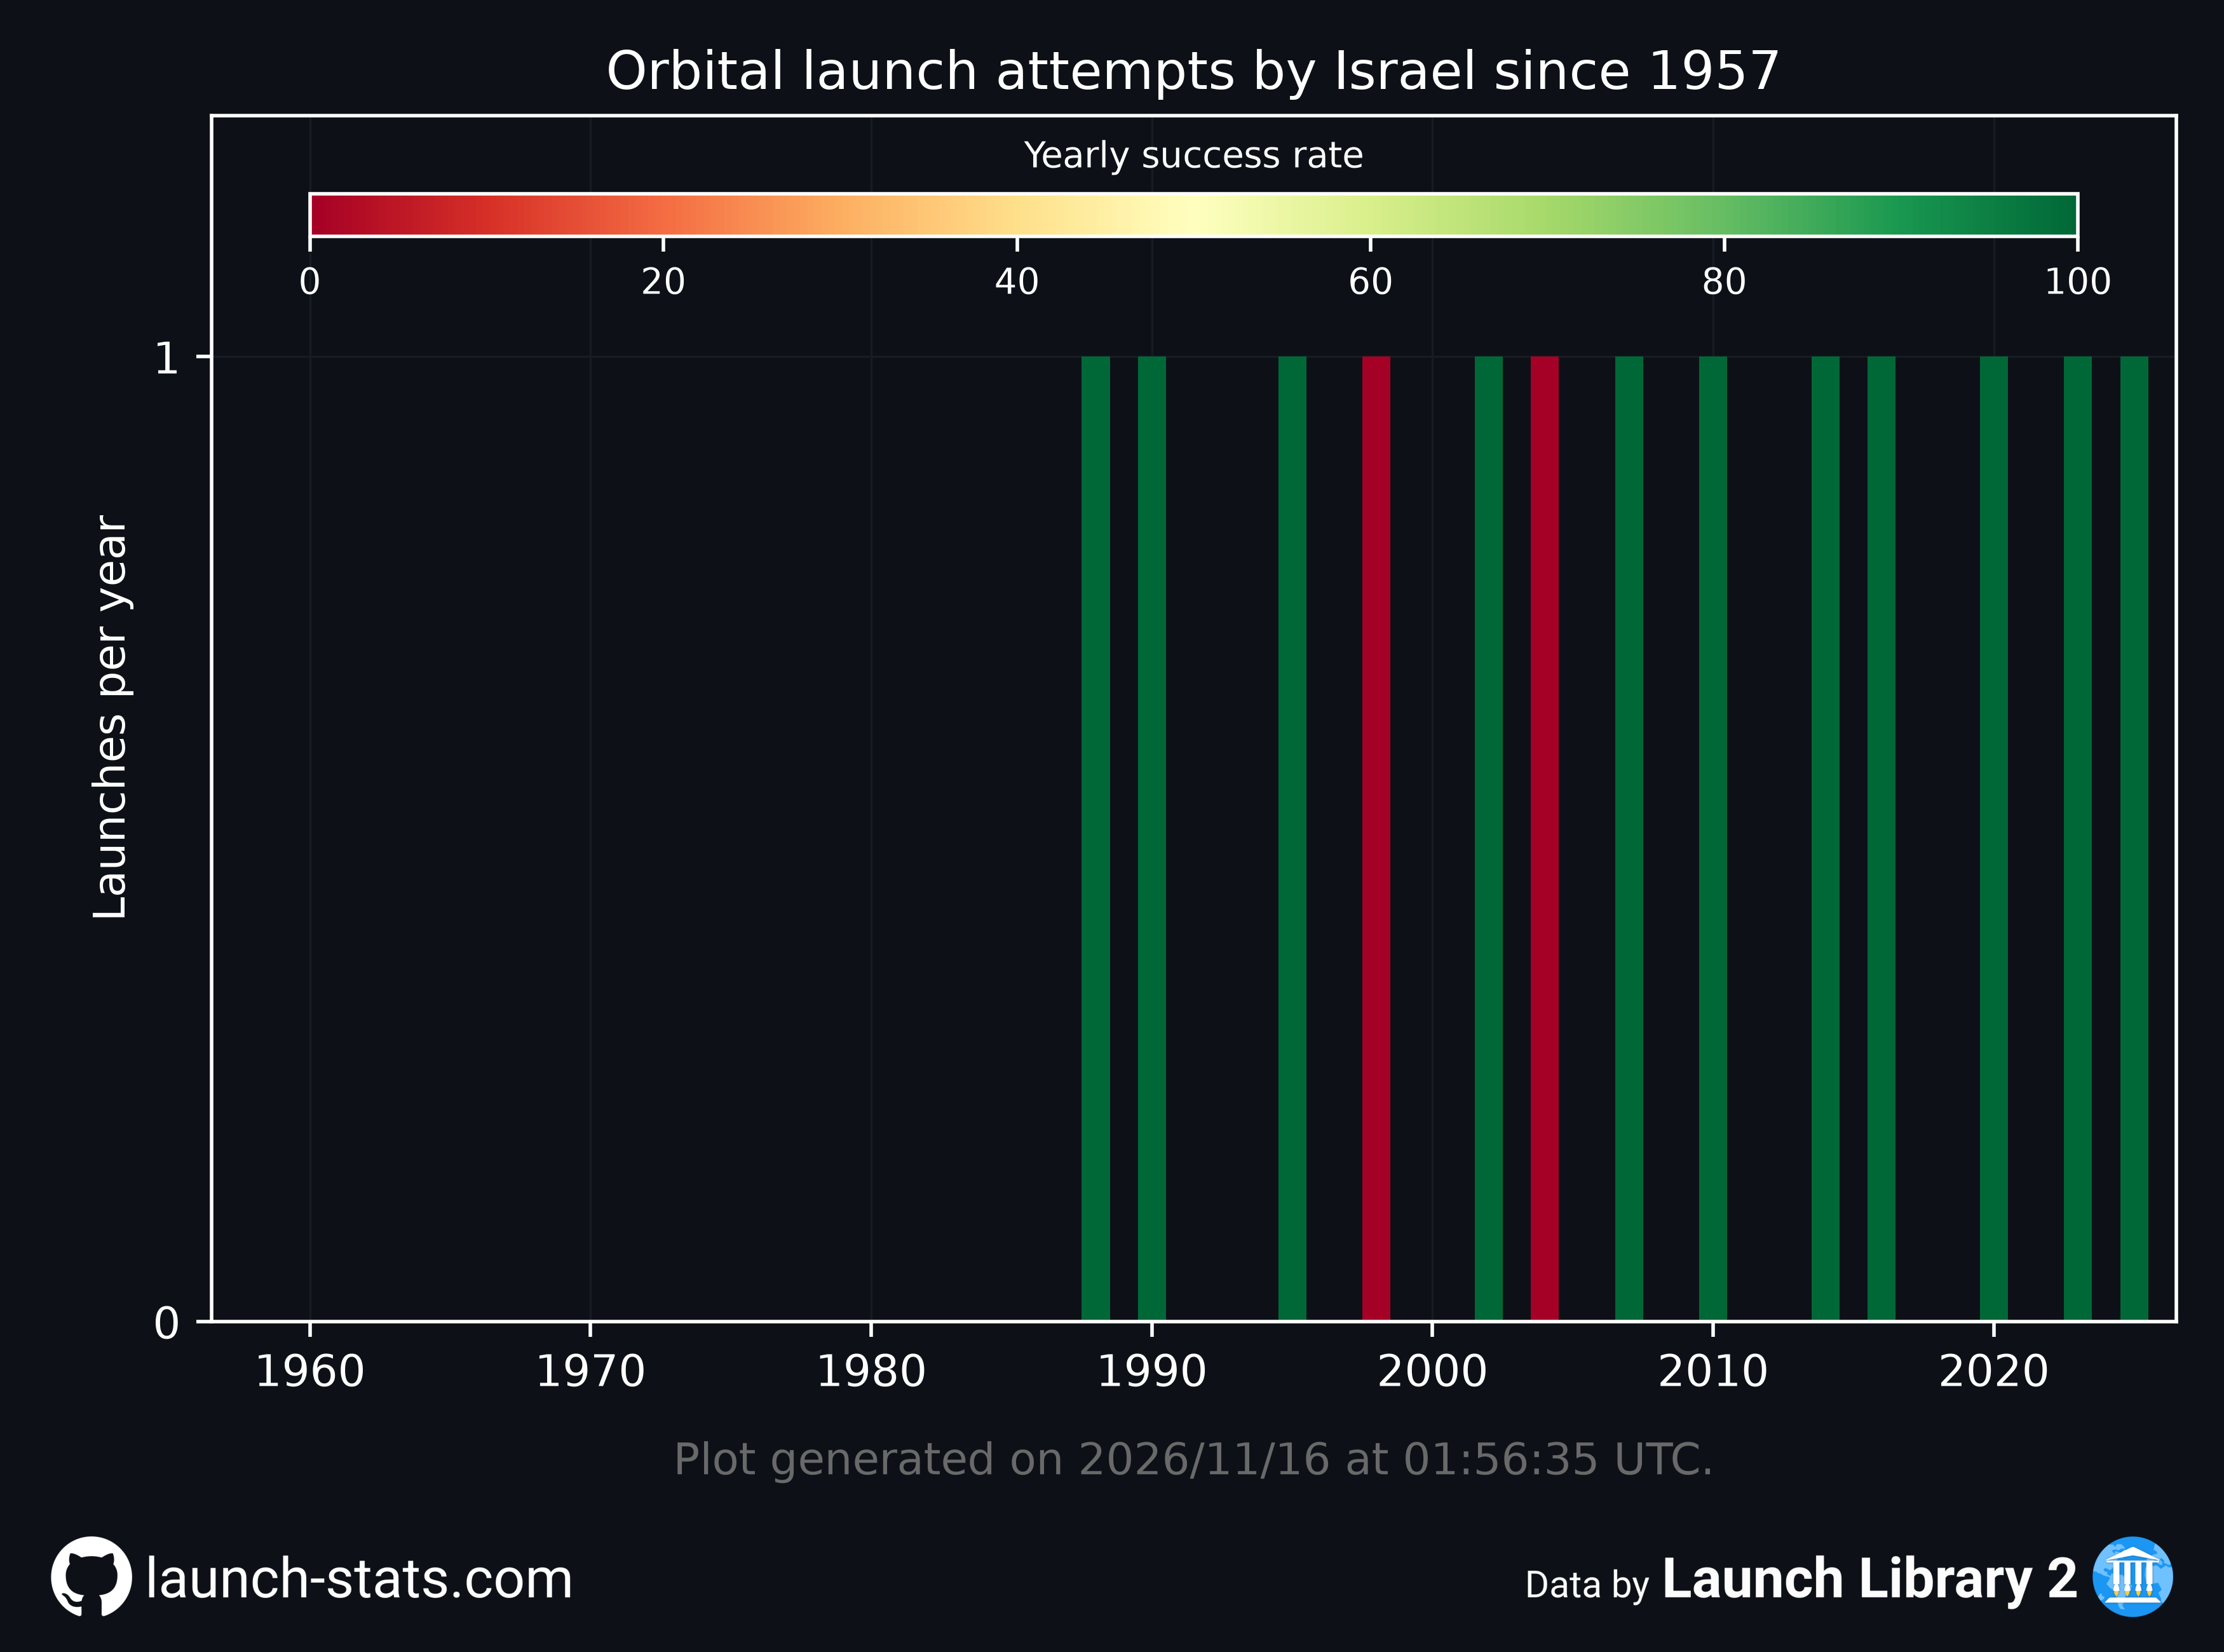 Orbital launch attempts by Israel since 1957
Yearly success rate
0 20 40 60 80 100
Launches per year
1
0
1960 1970 1980 1990 2000 2010 2020
Plot generated on 2026/11/16 at 01:56:35 UTC.
launch-stats.com
Data by Launch Library 2